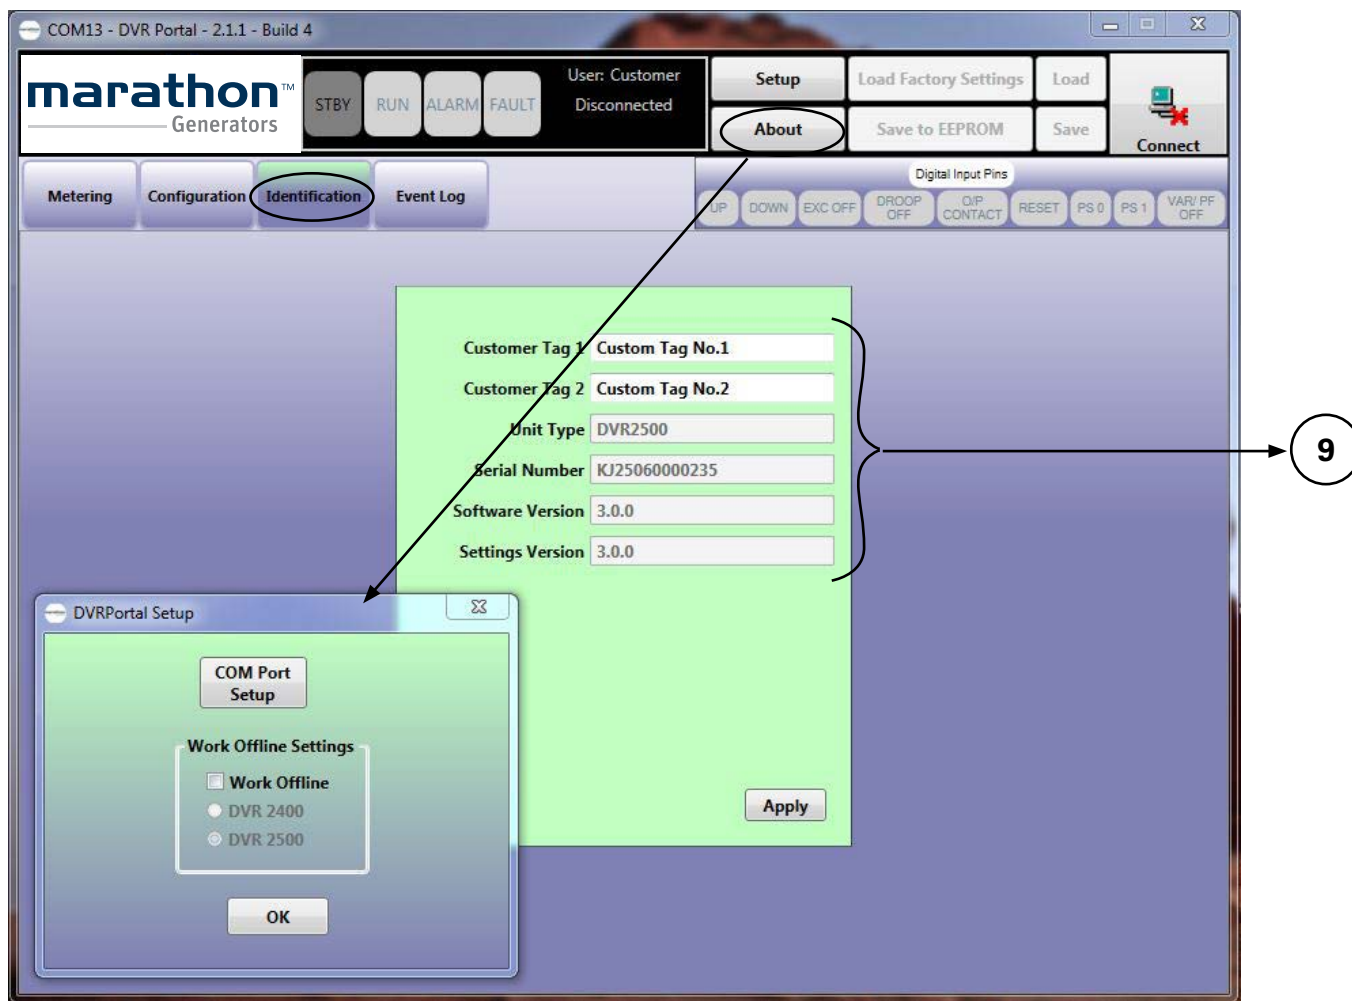 COM13 - DVR Portal - 2.1.1 - Build 4
marathon™
Generators
STBY RUN ALARM FAULT
User: Customer
Disconnected
Setup
About
Load Factory Settings
Load
Save to EEPROM
Save
Connect
Metering Configuration Identification Event Log
Digital Input Pins
UP DOWN EXC OFF DROOP OFF O/P CONTACT RESET PS 0 PS 1 VAR/ PF OFF
Customer Tag 1 Custom Tag No.1
Customer Tag 2 Custom Tag No.2
Unit Type DVR2500
Serial Number KJ25060000235
Software Version 3.0.0
Settings Version 3.0.0
9
DVRPortal Setup
COM Port
Setup
Work Offline Settings
Work Offline
DVR 2400
DVR 2500
OK
Apply